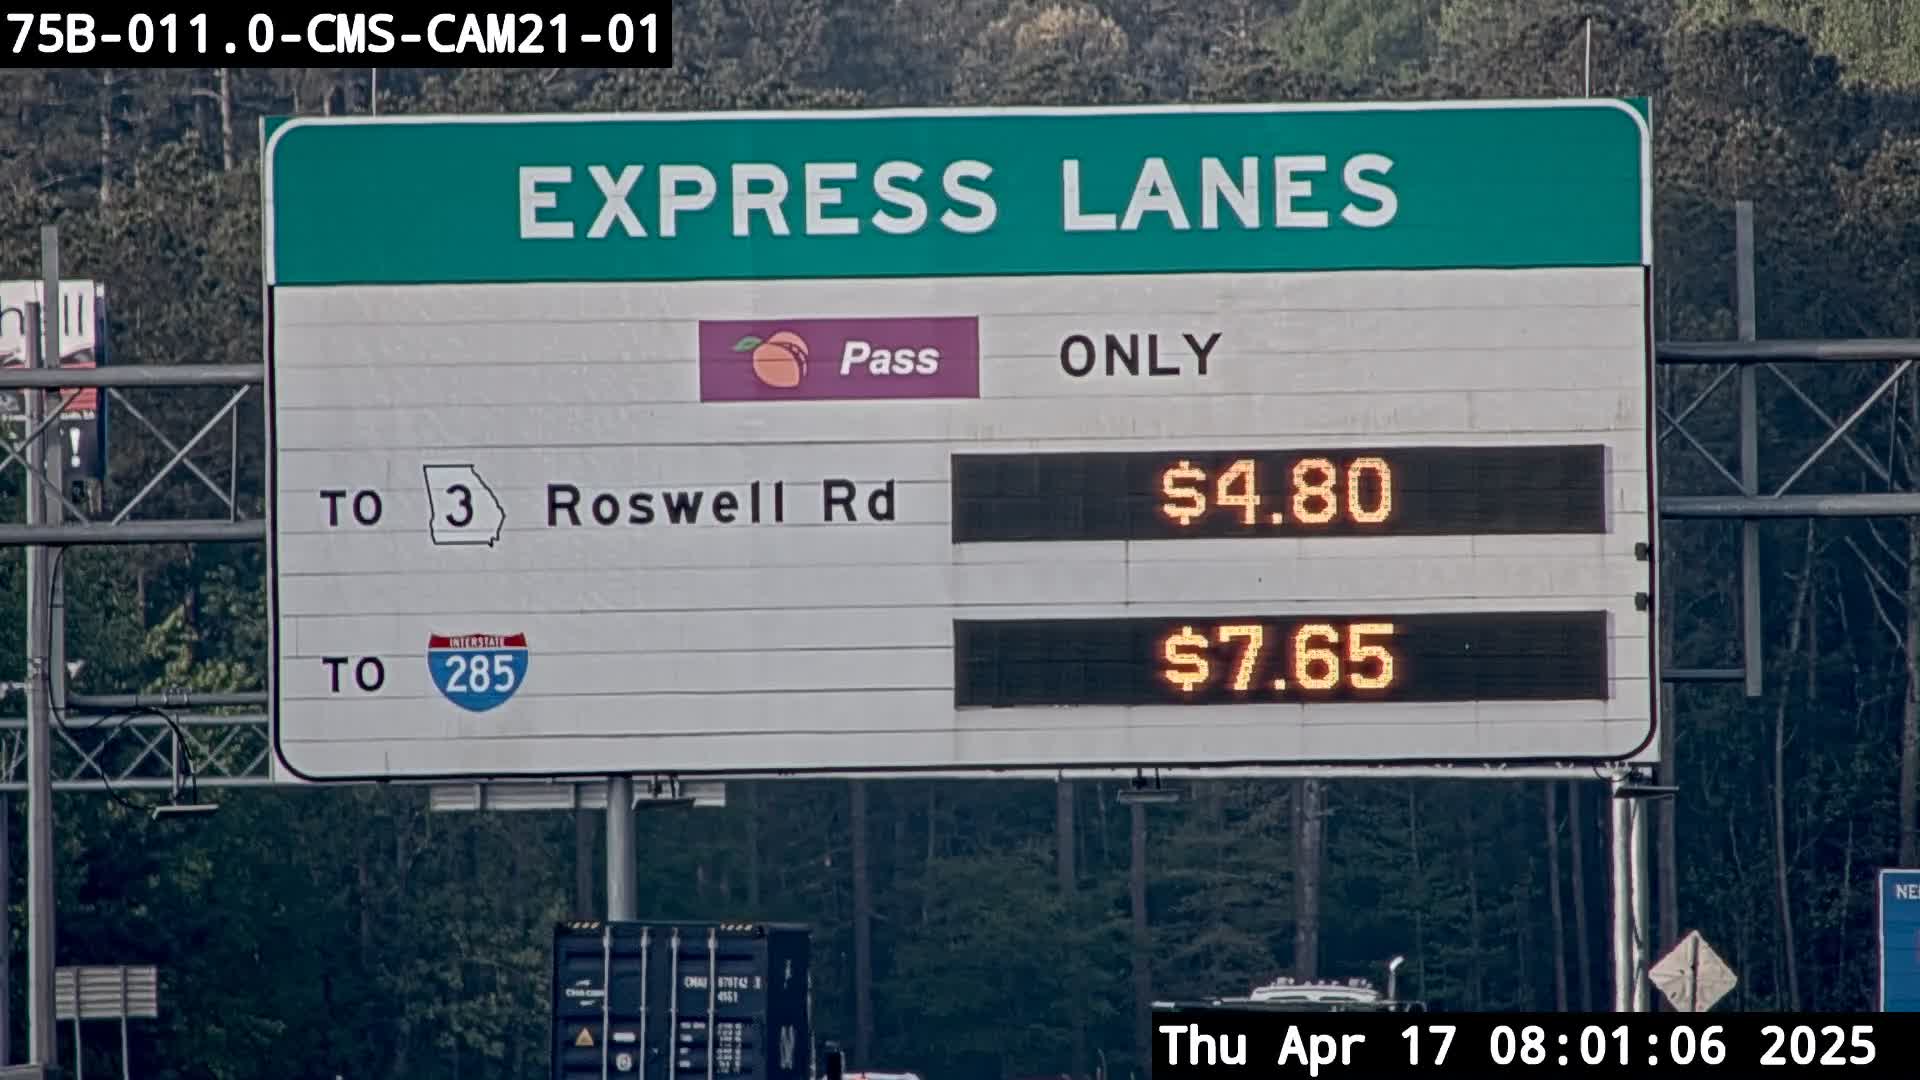 75B-011.0-CMS-CAM21-01
EXPRESS LANES
Pass ONLY
TO 3 Roswell Rd $4.80
INTERSTATE
TO 285 $7.65
NE
Thu Apr 17 08:01:06 2025